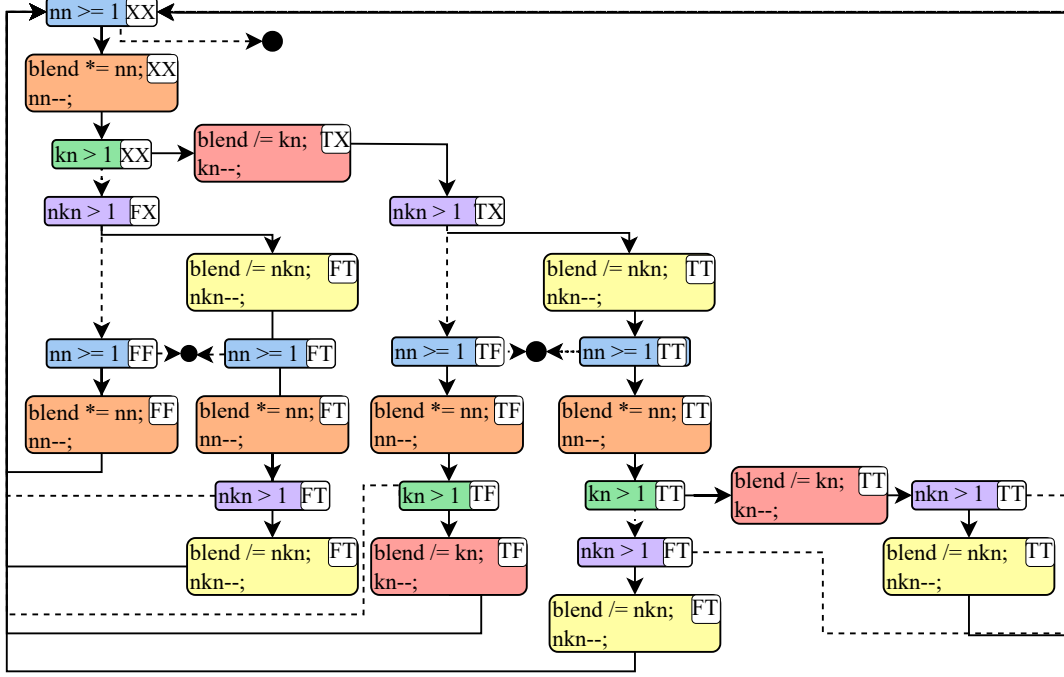 nn >= 1 XX
blend *= nn; XX
nn--;
kn > 1 XX
blend /= kn; TX
kn--;
nkn > 1 FX
nkn > 1 TX
blend /= nkn; FT
nkn--;
blend /= nkn; TT
nkn--;
nn >= 1 FF
nn >= 1 FT
nn >= 1 TF
nn >= 1 TT
blend *= nn; FF
nn--;
blend *= nn; FT
nn--;
blend *= nn; TF
nn--;
blend *= nn; TT
nn--;
nkn > 1 FT
kn > 1 TF
kn > 1 TT
blend /= kn; TT
kn--;
nkn > 1 TT
blend /= nkn; FT
nkn--;
blend /= kn; TF
kn--;
nkn > 1 FT
blend /= nkn; TT
nkn--;
blend /= nkn; FT
nkn--;